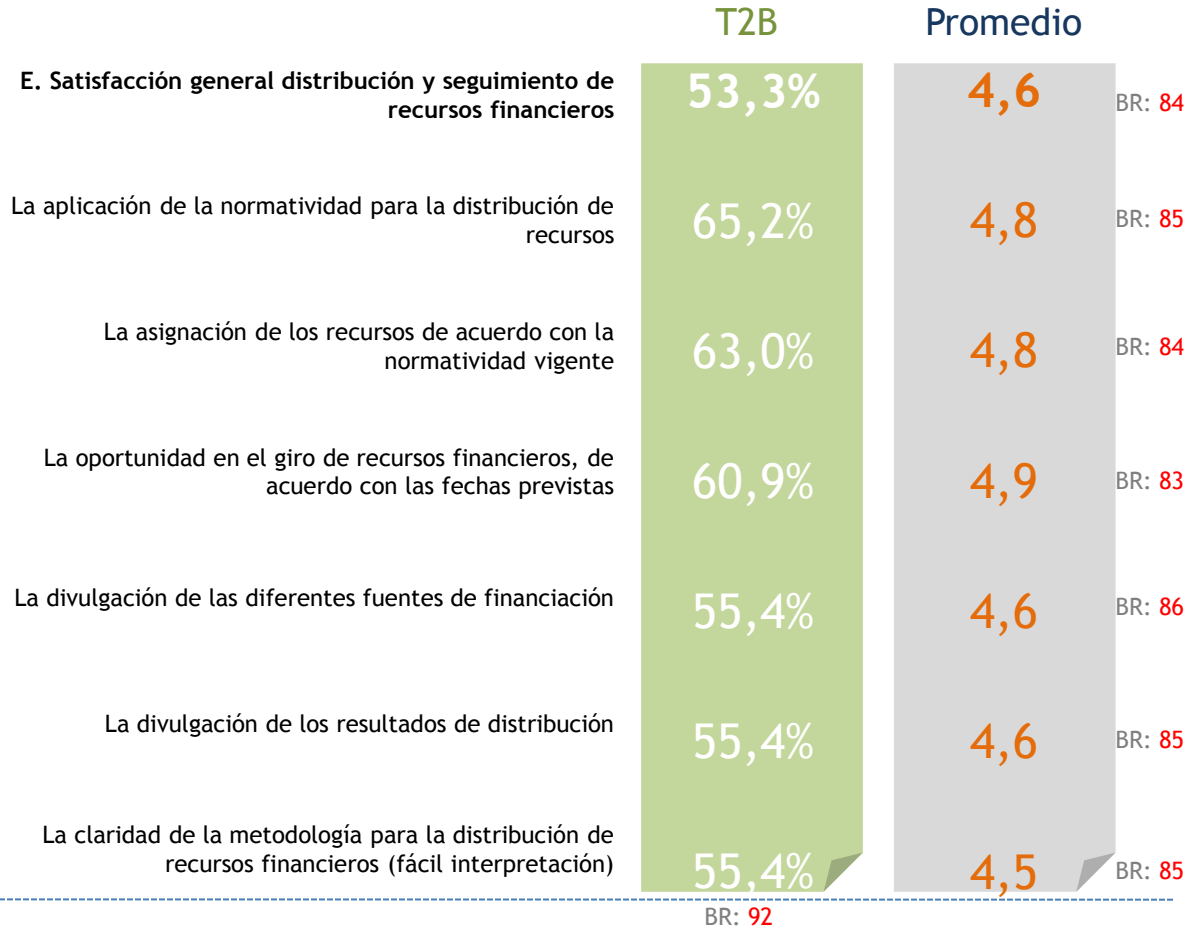 T2B Promedio
E. Satisfacción general distribución y seguimiento de
recursos financieros
53,3% 4,6 BR: 84
La aplicación de la normatividad para la distribución de
recursos
65,2% 4,8 BR: 85
La asignación de los recursos de acuerdo con la
normatividad vigente
63,0% 4,8 BR: 84
La oportunidad en el giro de recursos financieros, de
acuerdo con las fechas previstas
60,9% 4,9 BR: 83
La divulgación de las diferentes fuentes de financiación
55,4% 4,6 BR: 86
La divulgación de los resultados de distribución
55,4% 4,6 BR: 85
La claridad de la metodología para la distribución de
recursos financieros (fácil interpretación)
55,4% 4,5 BR: 85
BR: 92